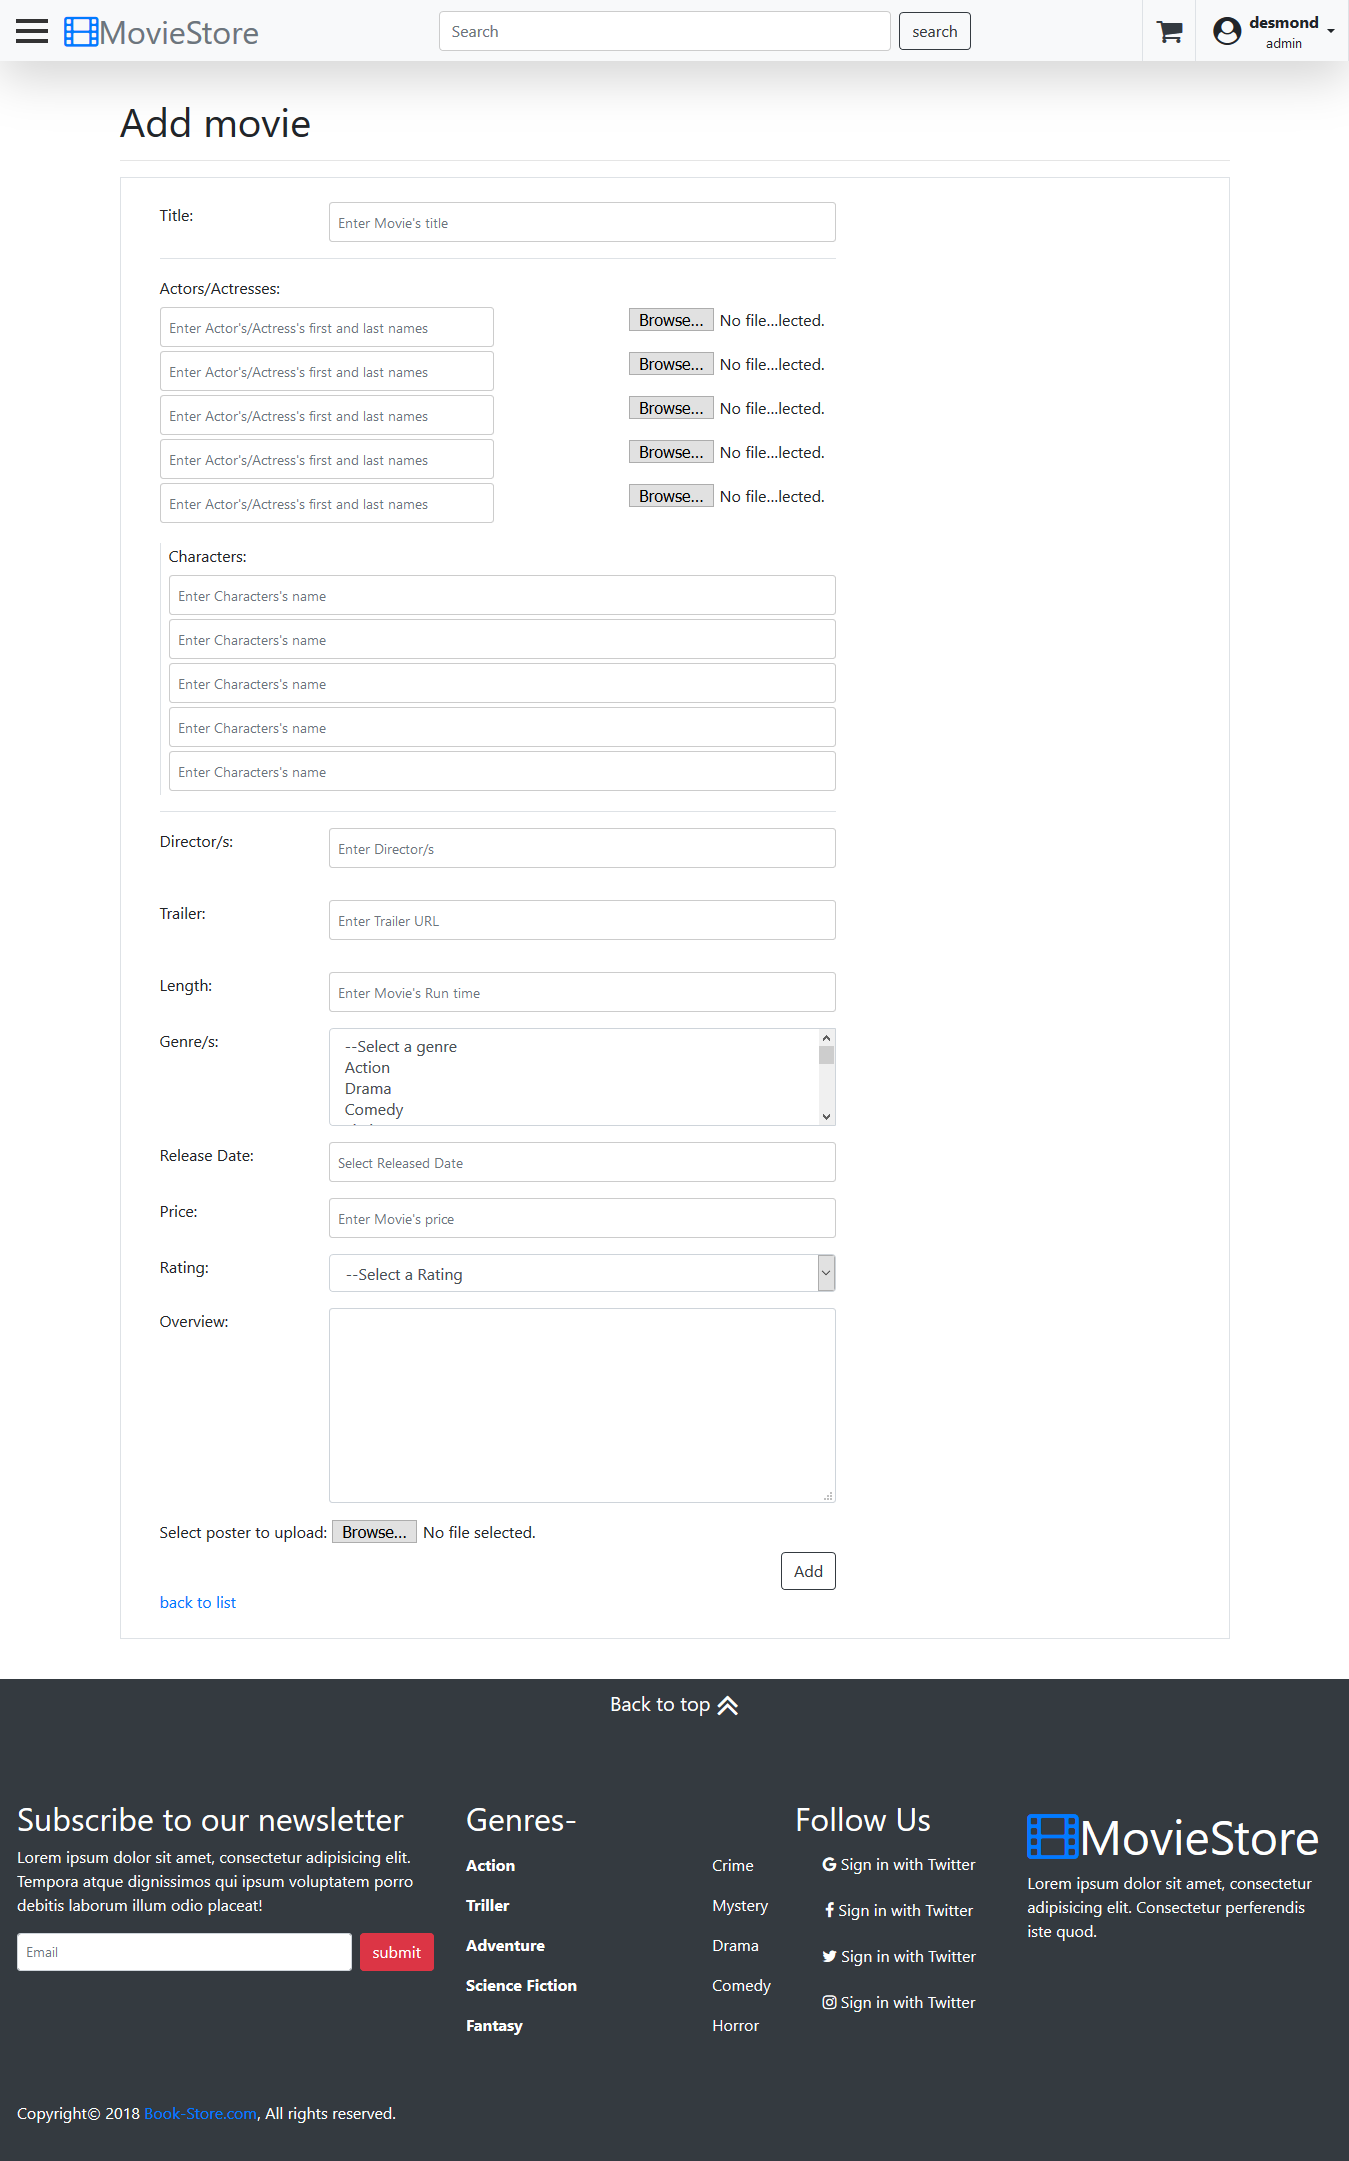 MovieStore
Search
search
desmond
admin
Add movie
Title:
Enter Movie's title
Actors/Actresses:
Enter Actor's/Actress's first and last names
Browse... No file...lected.
Enter Actor's/Actress's first and last names
Browse... No file...lected.
Enter Actor's/Actress's first and last names
Browse... No file...lected.
Enter Actor's/Actress's first and last names
Browse... No file...lected.
Enter Actor's/Actress's first and last names
Browse... No file...lected.
Characters:
Enter Characters's name
Enter Characters's name
Enter Characters's name
Enter Characters's name
Enter Characters's name
Director/s:
Enter Director/s
Trailer:
Enter Trailer URL
Length:
Enter Movie's Run time
Genre/s:
--Select a genre
Action
Drama
Comedy
Release Date:
Select Released Date
Price:
Enter Movie's price
Rating:
--Select a Rating
Overview:
Select poster to upload: Browse... No file selected.
Add
back to list
Back to top
Subscribe to our newsletter
Lorem ipsum dolor sit amet, consectetur adipisicing elit.
Tempora atque dignissimos qui ipsum voluptatem porro
debitis laborum illum odio placeat!
Email
submit
Genres-
Action
Triller
Adventure
Science Fiction
Fantasy
Crime
Mystery
Drama
Comedy
Horror
Follow Us
Sign in with Twitter
Sign in with Twitter
Sign in with Twitter
Sign in with Twitter
MovieStore
Lorem ipsum dolor sit amet, consectetur
adipisicing elit. Consectetur perferendis
iste quod.
Copyright© 2018 Book-Store.com, All rights reserved.